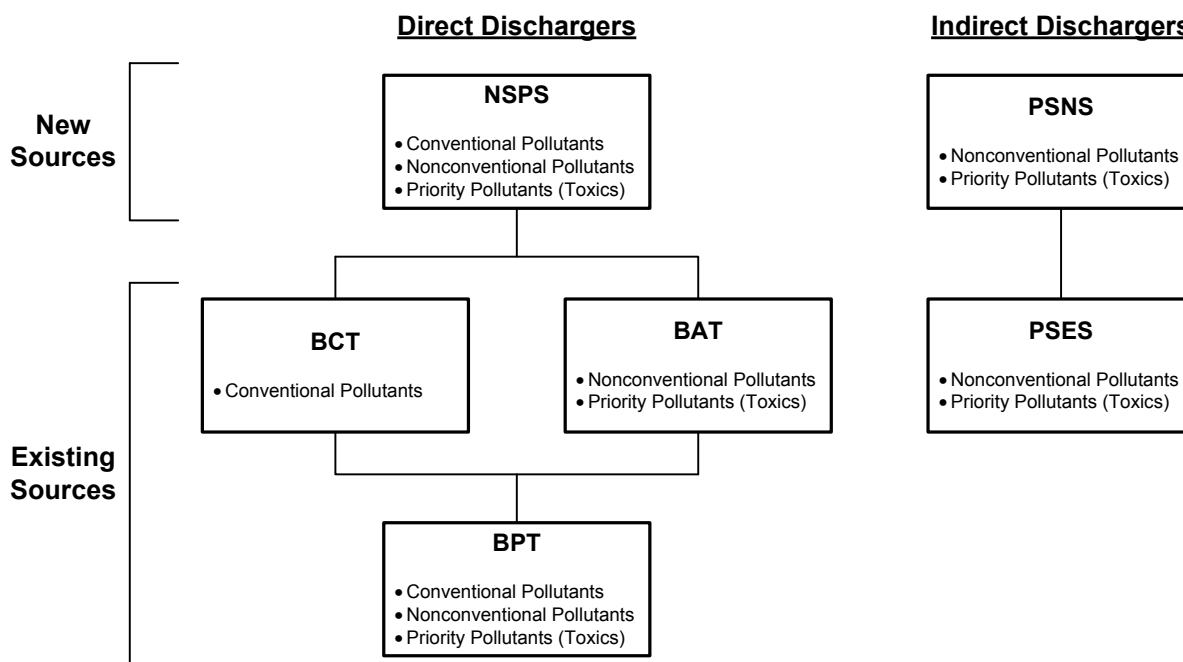 Direct Dischargers
Indirect Dischargers
New
Sources
NSPS
• Conventional Pollutants
• Nonconventional Pollutants
• Priority Pollutants (Toxics)
PSNS
• Nonconventional Pollutants
• Priority Pollutants (Toxics)
Existing
Sources
BCT
• Conventional Pollutants
BAT
• Nonconventional Pollutants
• Priority Pollutants (Toxics)
PSES
• Nonconventional Pollutants
• Priority Pollutants (Toxics)
BPT
• Conventional Pollutants
• Nonconventional Pollutants
• Priority Pollutants (Toxics)